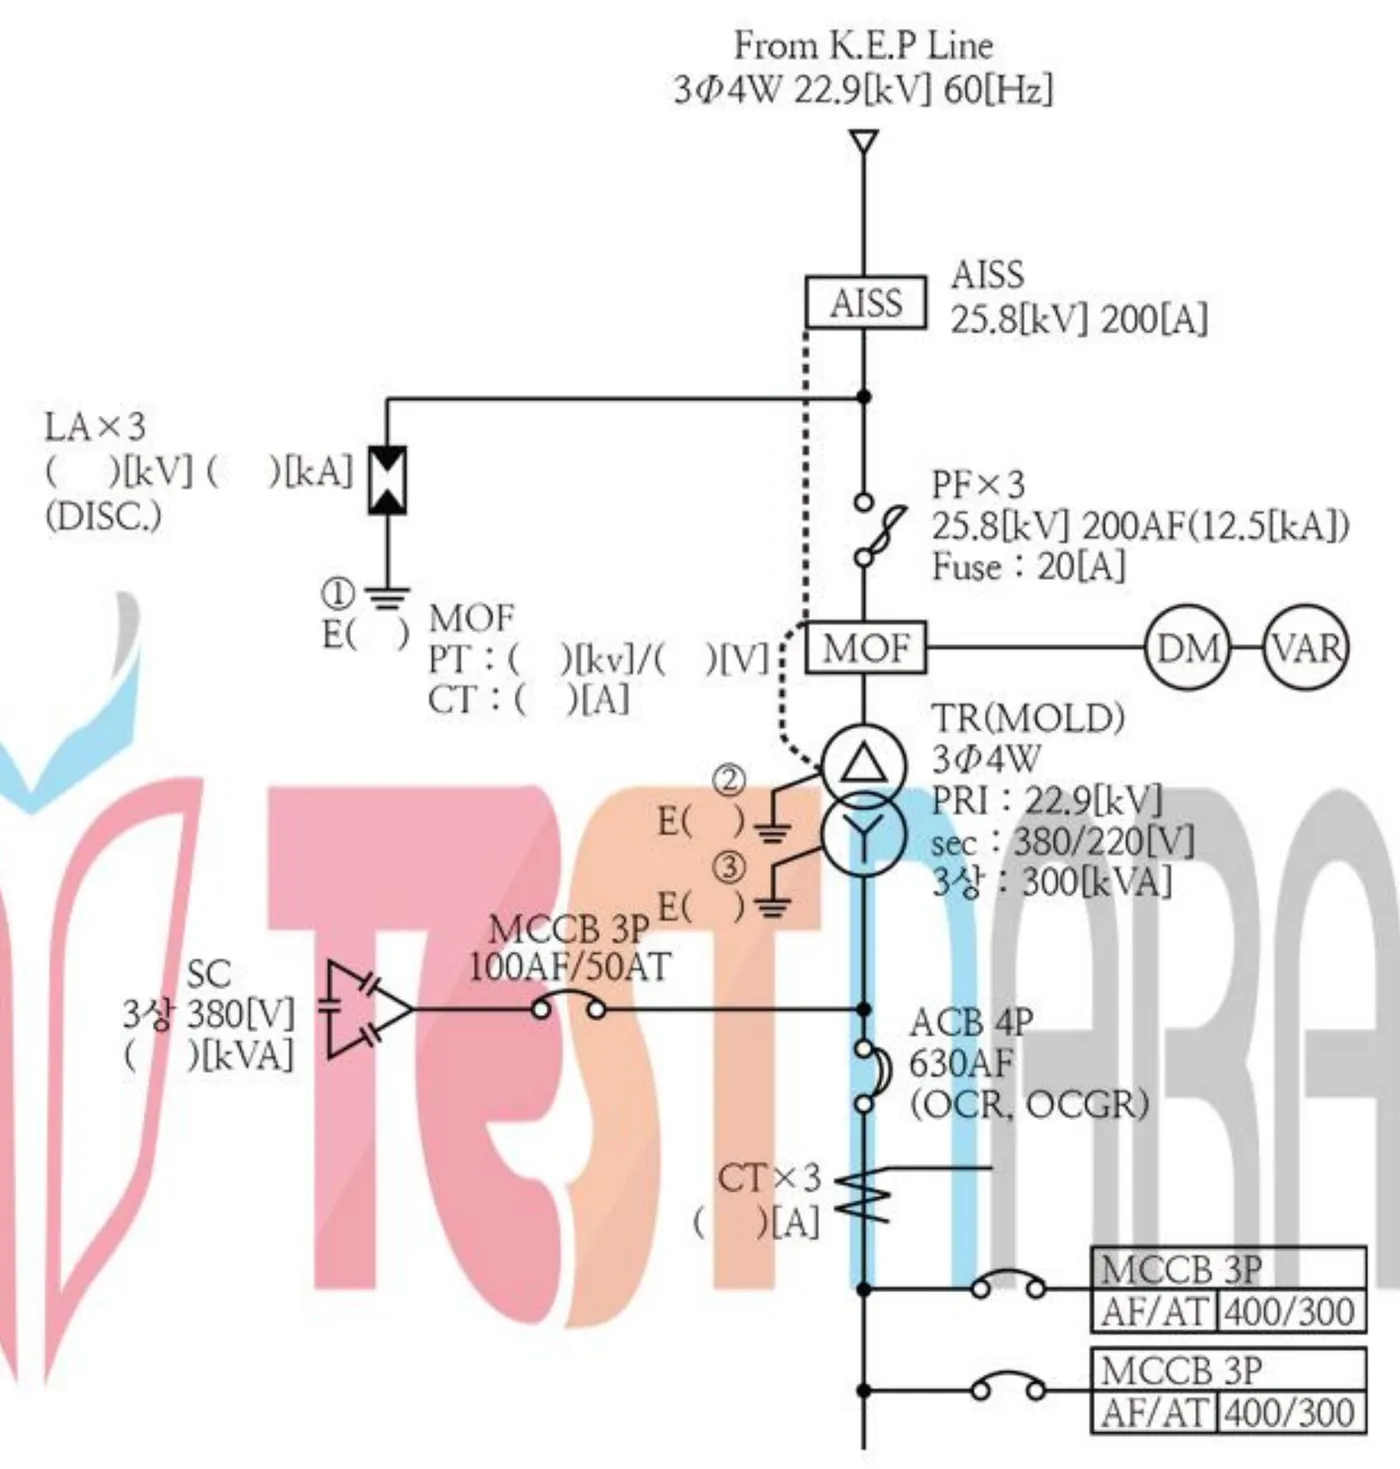 From K.E.P Line
3Φ4W 22.9[kV] 60[Hz]
AISS
AISS
25.8[kV] 200[A]
LA×3
( )[kV] ( )[kA]
(DISC.)
①
E( )
PF×3
25.8[kV] 200AF(12.5[kA])
Fuse : 20[A]
MOF
PT : ( )[kv]/( )[V]
CT : ( )[A]
MOF
DM
VAR
TR(MOLD)
3Φ4W
PRI : 22.9[kV]
sec : 380/220[V]
3상 : 300[kVA]
②
E( )
③
E( )
MCCB 3P
100AF/50AT
SC
3상 380[V]
( )[kVA]
ACB 4P
630AF
(OCR, OCGR)
CT×3
( )[A]
MCCB 3P
AF/AT 400/300
MCCB 3P
AF/AT 400/300
TESTNARA